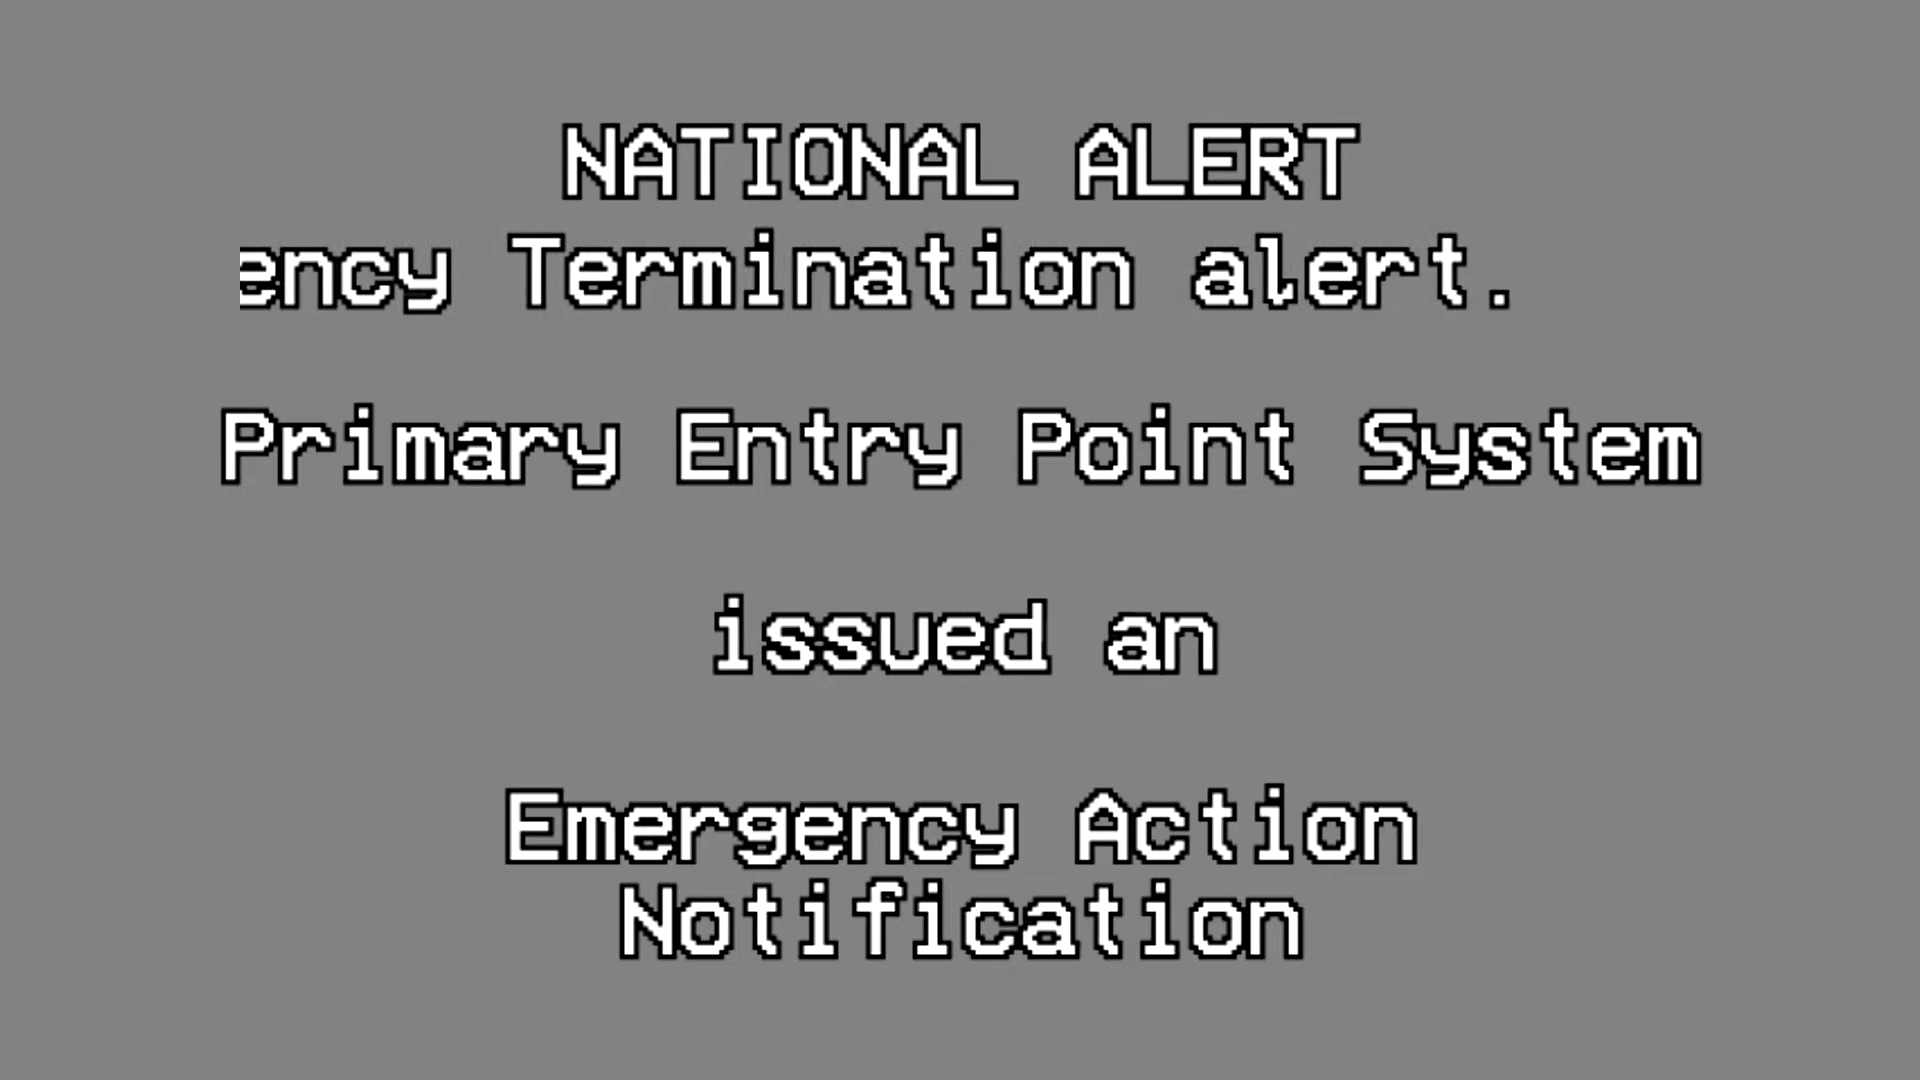 NATIONAL ALERT
ency Termination alert.
Primary Entry Point System
issued an
Emergency Action
Notification